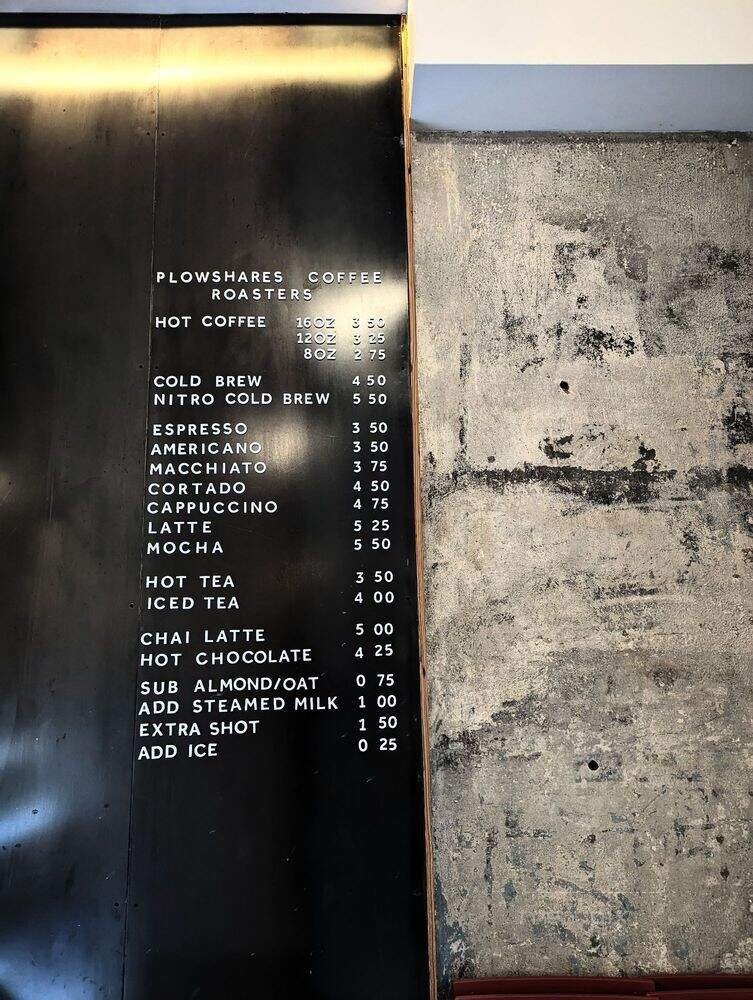 PLOWSHARES COFFEE
ROASTERS
HOT COFFEE 16OZ 3 50
12OZ 3 25
8OZ 2 75
COLD BREW 4 50
NITRO COLD BREW 5 50
ESPRESSO 3 50
AMERICANO 3 50
MACCHIATO 3 75
CORTADO 4 50
CAPPUCCINO 4 75
LATTE 5 25
MOCHA 5 50
HOT TEA 3 50
ICED TEA 4 00
CHAI LATTE 5 00
HOT CHOCOLATE 4 25
SUB ALMOND/OAT 0 75
ADD STEAMED MILK 1 00
EXTRA SHOT 1 50
ADD ICE 0 25